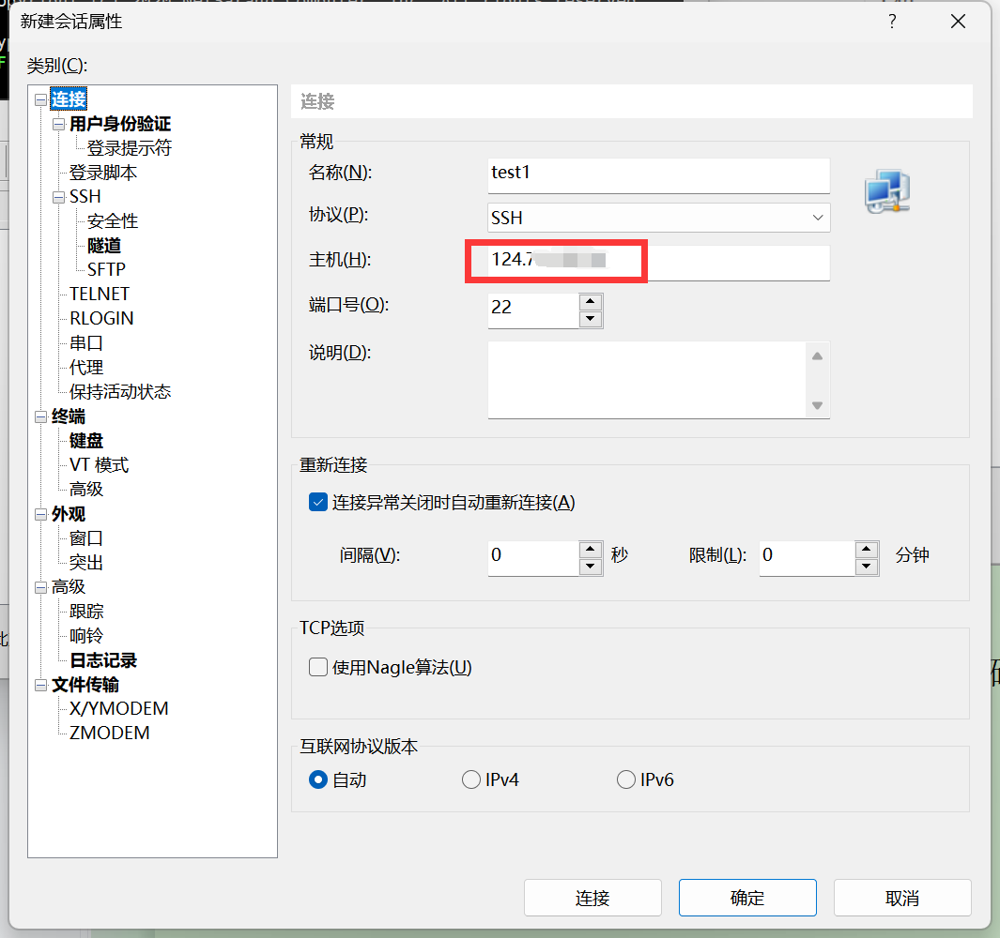 新建会话属性
类别(C):
连接
用户身份验证
登录提示符
登录脚本
SSH
安全性
隧道
SFTP
TELNET
RLOGIN
串口
代理
保持活动状态
终端
键盘
VT 模式
高级
外观
窗口
突出
高级
跟踪
响铃
日志记录
文件传输
X/YMODEM
ZMODEM
连接
常规
名称(N): test1
协议(P): SSH
主机(H): 124.7
端口号(O): 22
说明(D):
重新连接
连接异常关闭时自动重新连接(A)
间隔(V): 0 秒 限制(L): 0 分钟
TCP选项
使用Nagle算法(U)
互联网协议版本
自动 IPv4 IPv6
连接 确定 取消